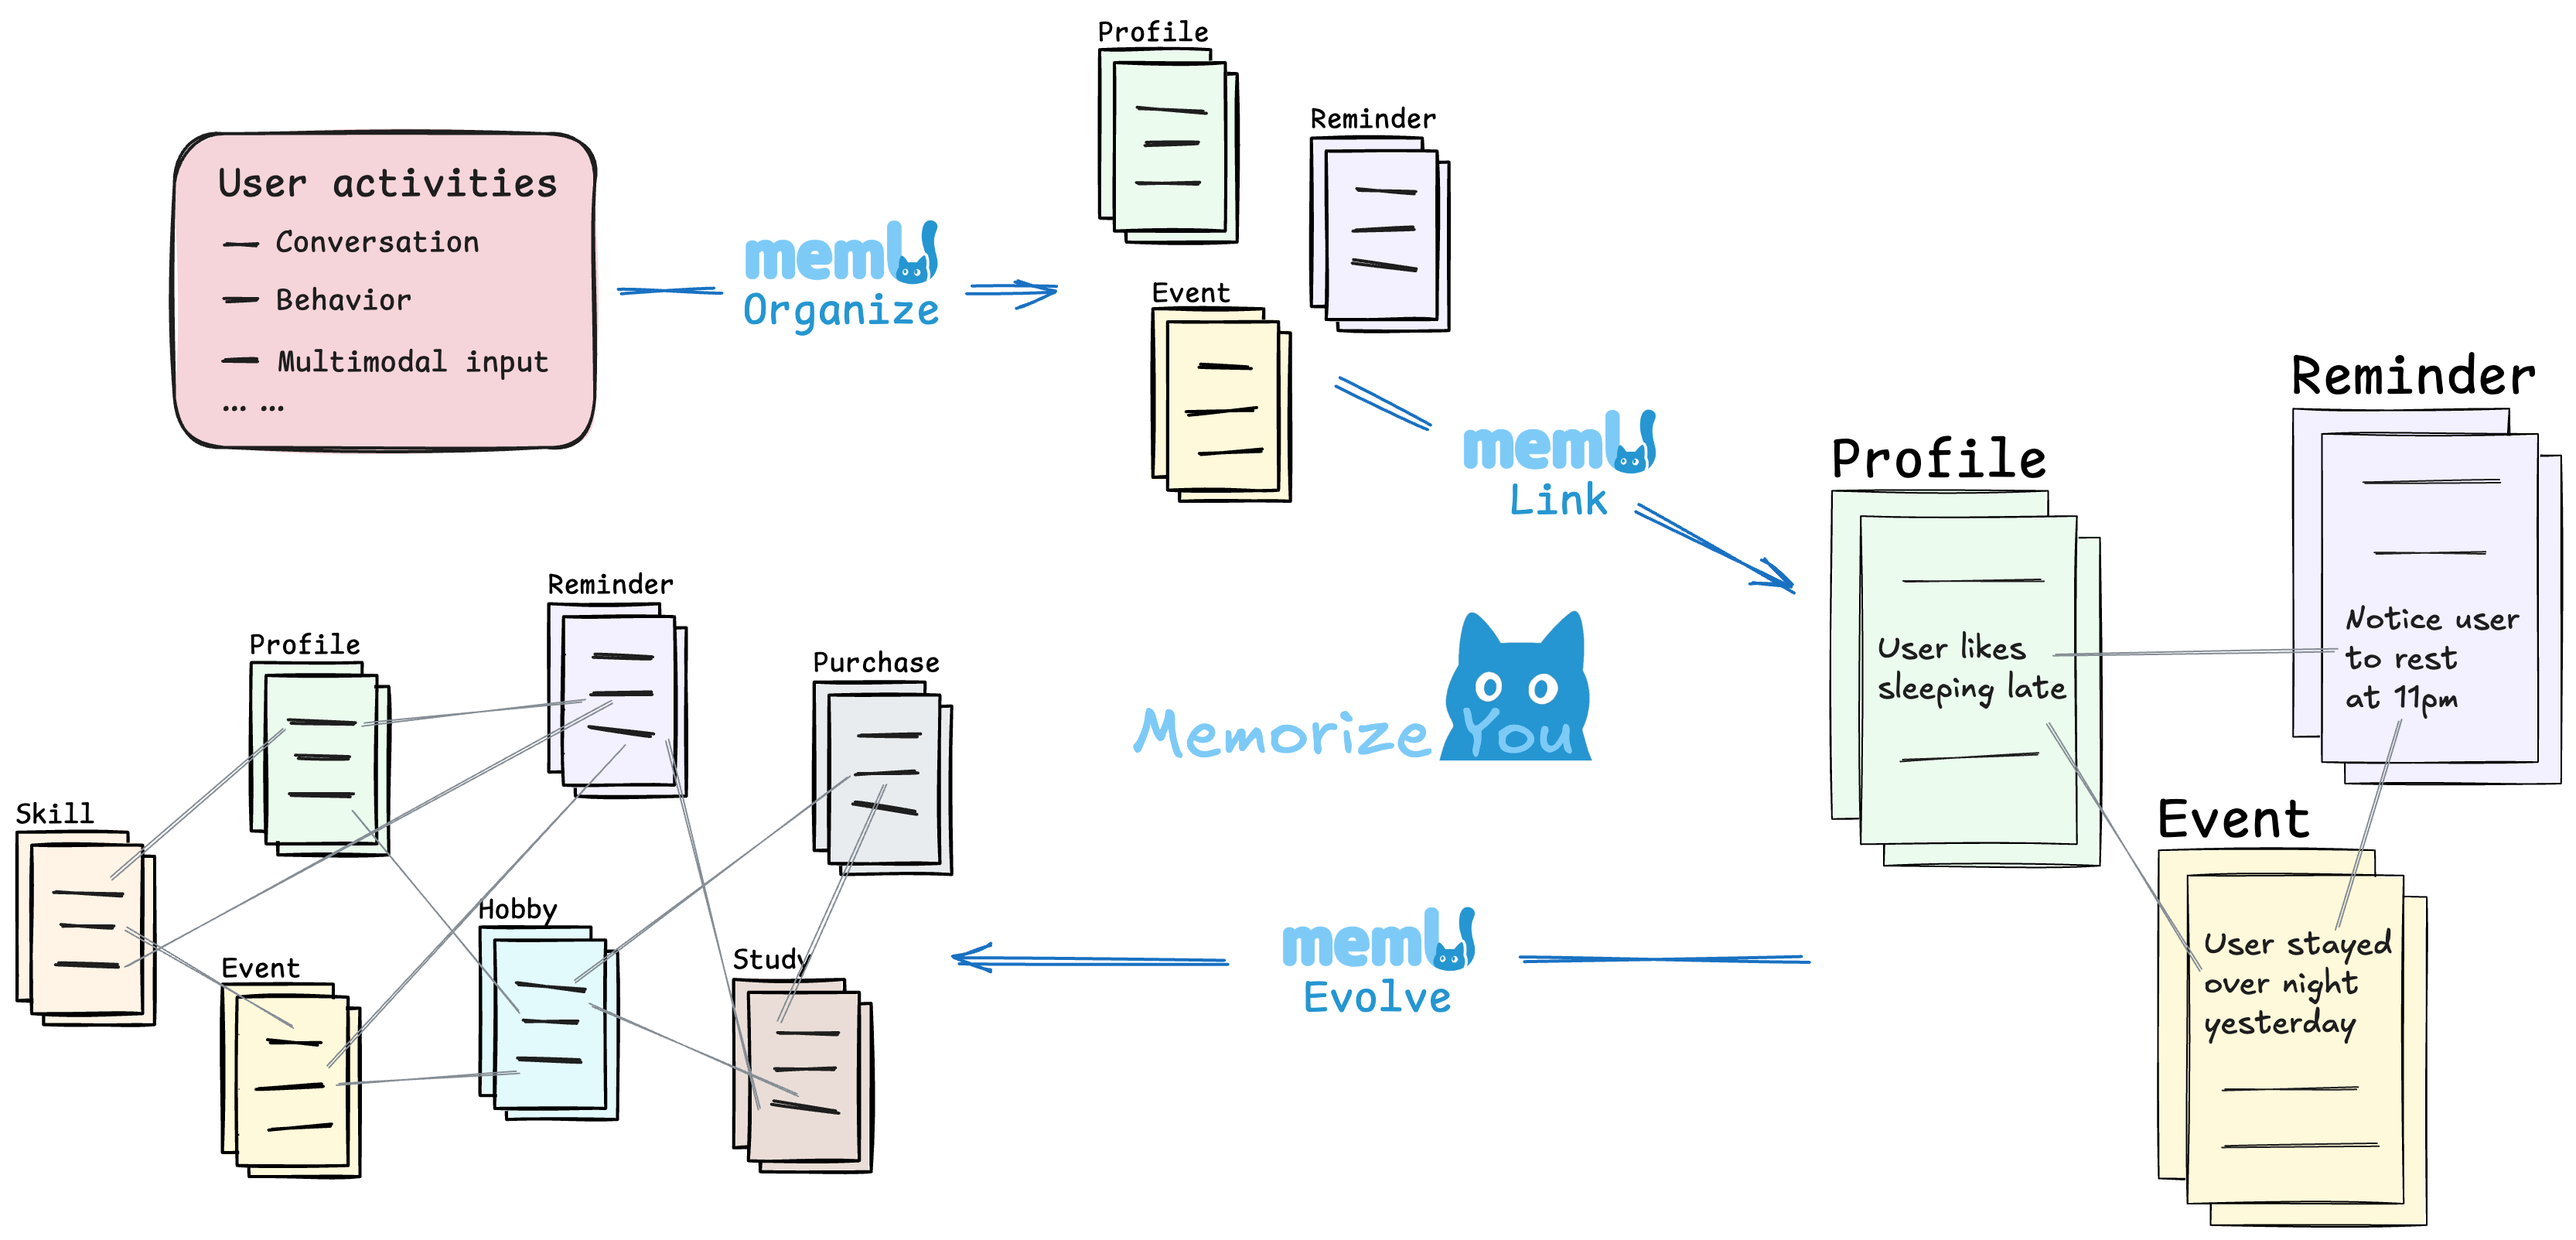 User activities
Conversation
Behavior
Multimodal input
... ...
memU
Organize
Profile
Reminder
Event
memU
Link
Profile
User likes
sleeping late
Reminder
Notice user
to rest
at 11pm
Event
User stayed
over night
yesterday
Memorize You
memU
Evolve
Reminder
Profile
Purchase
Skill
Hobby
Event
Study